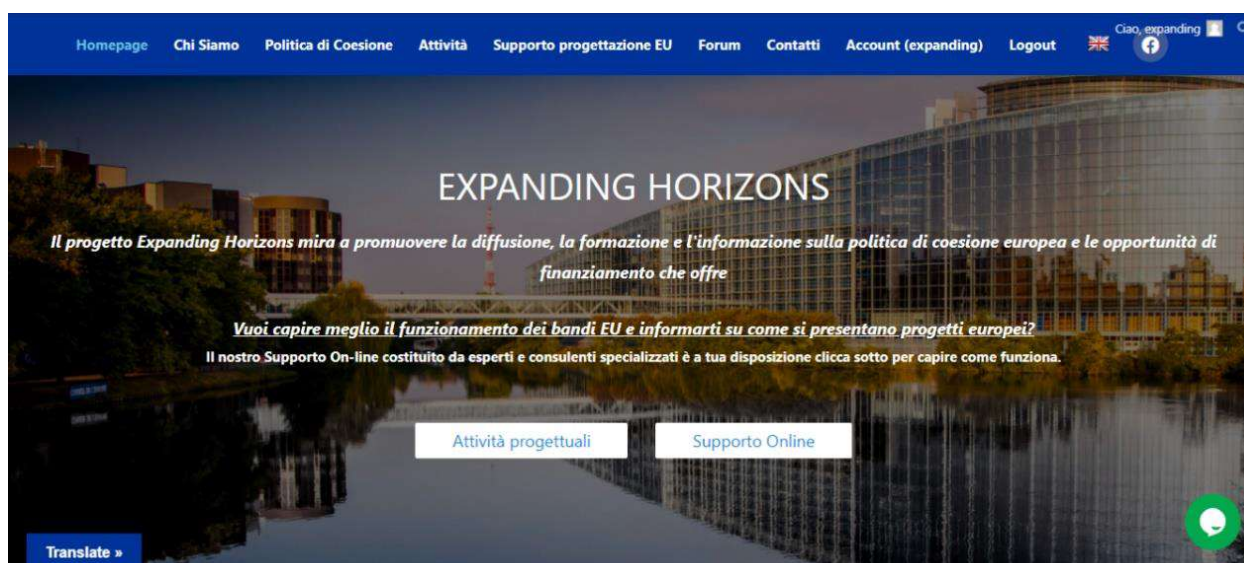 Ciao, expanding
Homepage Chi Siamo Politica di Coesione Attività Supporto progettazione EU Forum Contatti Account (expanding) Logout
EXPANDING HORIZONS
Il progetto Expanding Horizons mira a promuovere la diffusione, la formazione e l'informazione sulla politica di coesione europea e le opportunità di
finanziamento che offre
Vuoi capire meglio il funzionamento dei bandi EU e informarti su come si presentano progetti europei?
Il nostro Supporto On-line costituito da esperti e consulenti specializzati è a tua disposizione clicca sotto per capire come funziona.
Attività progettuali Supporto Online
Translate »